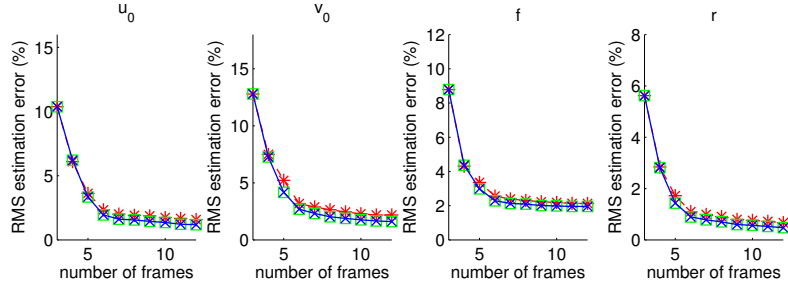 u0 v0 f r
RMS estimation error (%) RMS estimation error (%) RMS estimation error (%) RMS estimation error (%)
15 15 12 8
10 10 10 6
5 5 8 4
0 0 6 2
4 0
2
0
5 10 5 10 5 10 5 10
number of frames number of frames number of frames number of frames